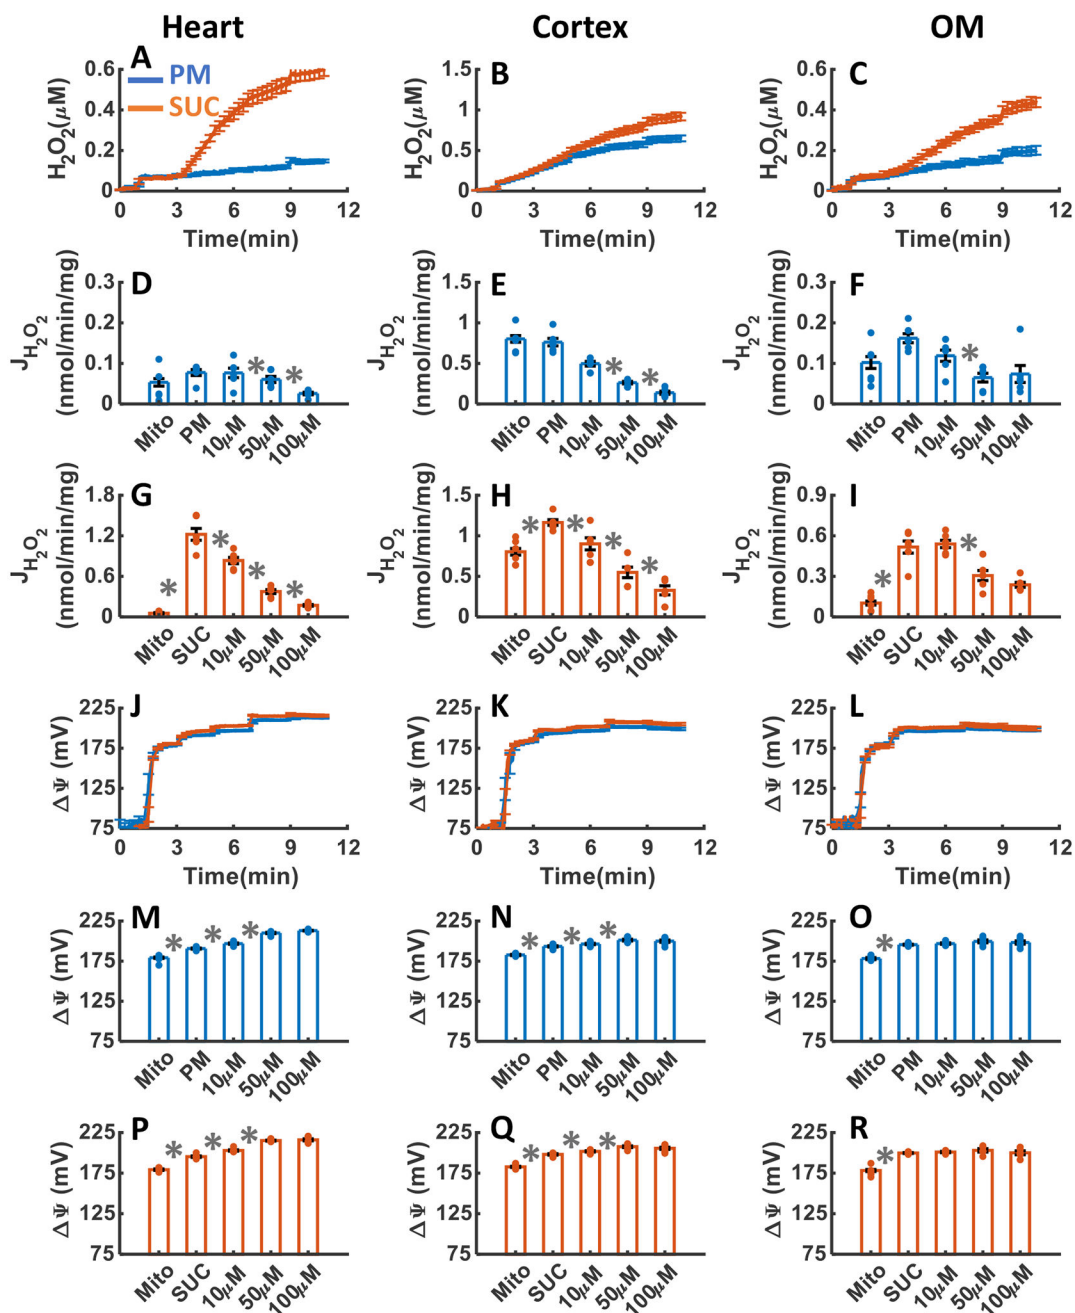 Heart Cortex OM
A B C
PM
SUC
0.6 1.5 0.6
0.4 1 0.4
0.2 0.5 0.2
0 0 0
H₂O₂(μM) H₂O₂(μM) H₂O₂(μM)
0 3 6 9 12 0 3 6 9 12 0 3 6 9 12
Time(min) Time(min) Time(min)
D E F
0.3 1.5 0.3
0.2 1 0.2
0.1 0.5 0.1
0 0 0
J_H₂O₂ J_H₂O₂ J_H₂O₂
(nmol/min/mg) (nmol/min/mg) (nmol/min/mg)
* * * * *
Mito PM 10μM 50μM 100μM Mito PM 10μM 50μM 100μM Mito PM 10μM 50μM 100μM
G H I
1.8 1.5 0.9
1.2 1 0.6
0.6 0.5 0.3
0 0 0
J_H₂O₂ J_H₂O₂ J_H₂O₂
(nmol/min/mg) (nmol/min/mg) (nmol/min/mg)
* * * * * * * * * *
Mito SUC 10μM 50μM 100μM Mito SUC 10μM 50μM 100μM Mito SUC 10μM 50μM 100μM
J K L
225 225 225
175 175 175
125 125 125
75 75 75
ΔΨ (mV) ΔΨ (mV) ΔΨ (mV)
0 3 6 9 12 0 3 6 9 12 0 3 6 9 12
Time(min) Time(min) Time(min)
M N O
225 225 225
175 175 175
125 125 125
75 75 75
ΔΨ (mV) ΔΨ (mV) ΔΨ (mV)
* * * * * * *
Mito PM 10μM 50μM 100μM Mito PM 10μM 50μM 100μM Mito PM 10μM 50μM 100μM
P Q R
225 225 225
175 175 175
125 125 125
75 75 75
ΔΨ (mV) ΔΨ (mV) ΔΨ (mV)
* * * * * * *
Mito SUC 10μM 50μM 100μM Mito SUC 10μM 50μM 100μM Mito SUC 10μM 50μM 100μM